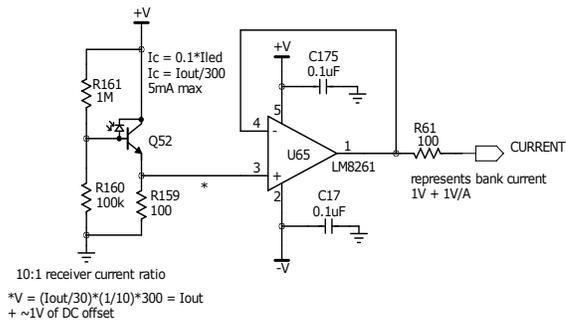 +V
Ic = 0.1*Iled
Ic = Iout/300
5mA max
R161
1M
Q52
R160
100k
R159
100
*
+V
C175
0.1uF
5
4
-
3
+
U65
1
LM8261
2
C17
0.1uF
-V
R61
100
CURRENT
represents bank current
1V + 1V/A
10:1 receiver current ratio
*V = (Iout/30)*(1/10)*300 = Iout
+ ~1V of DC offset